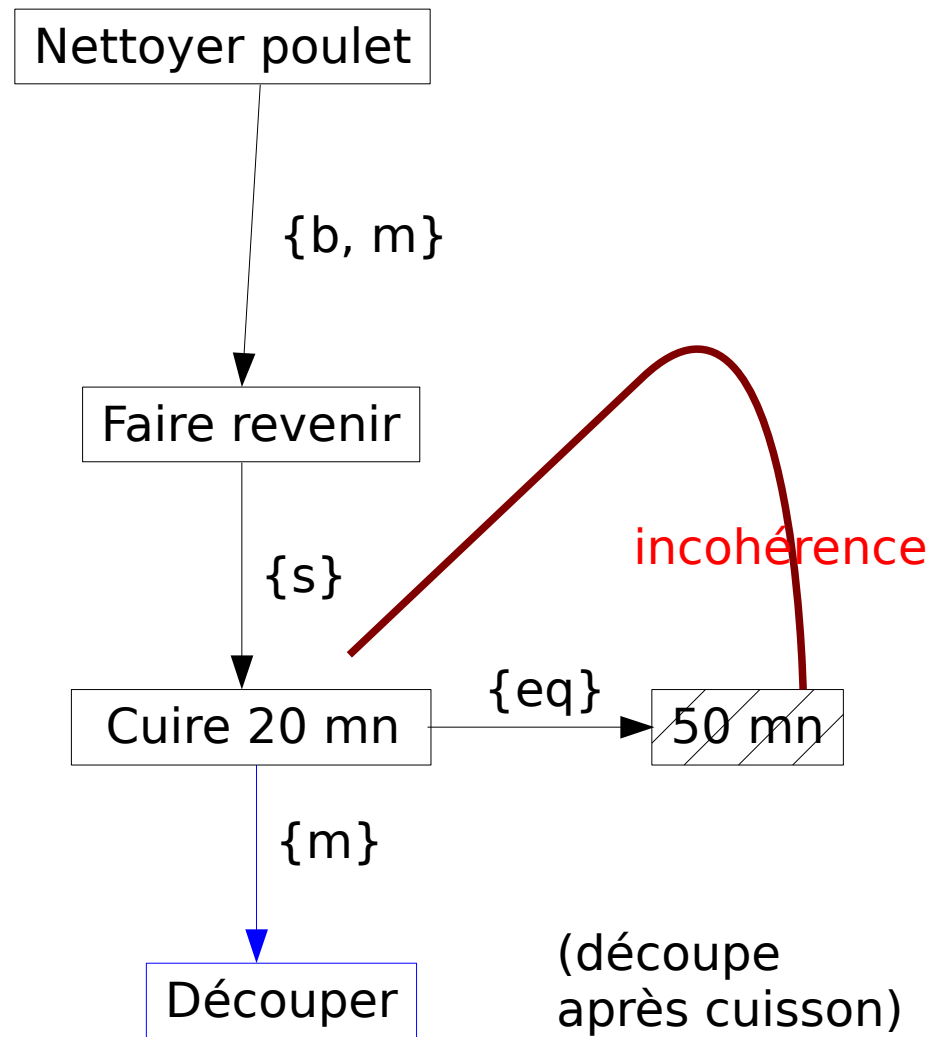 Nettoyer poulet
{b, m}
Faire revenir
incohérence
{s}
{eq}
Cuire 20 mn
50 mn
{m}
(découpe
après cuisson)
Découper